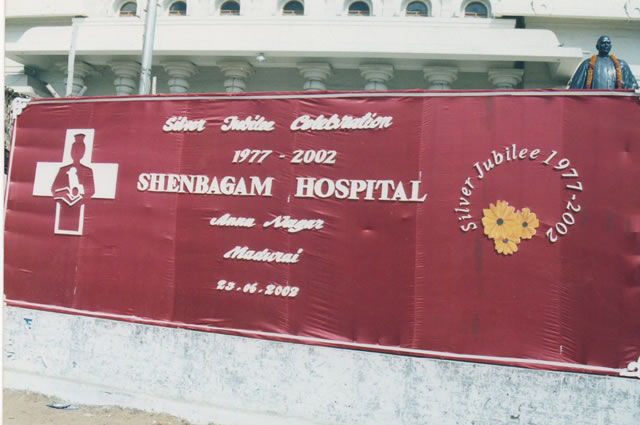 Silver Jubilee Celebration
1977 - 2002
SHENBAGAM HOSPITAL
Anna Nagar
Madurai
23-06-2002
Silver Jubilee 1977-2002